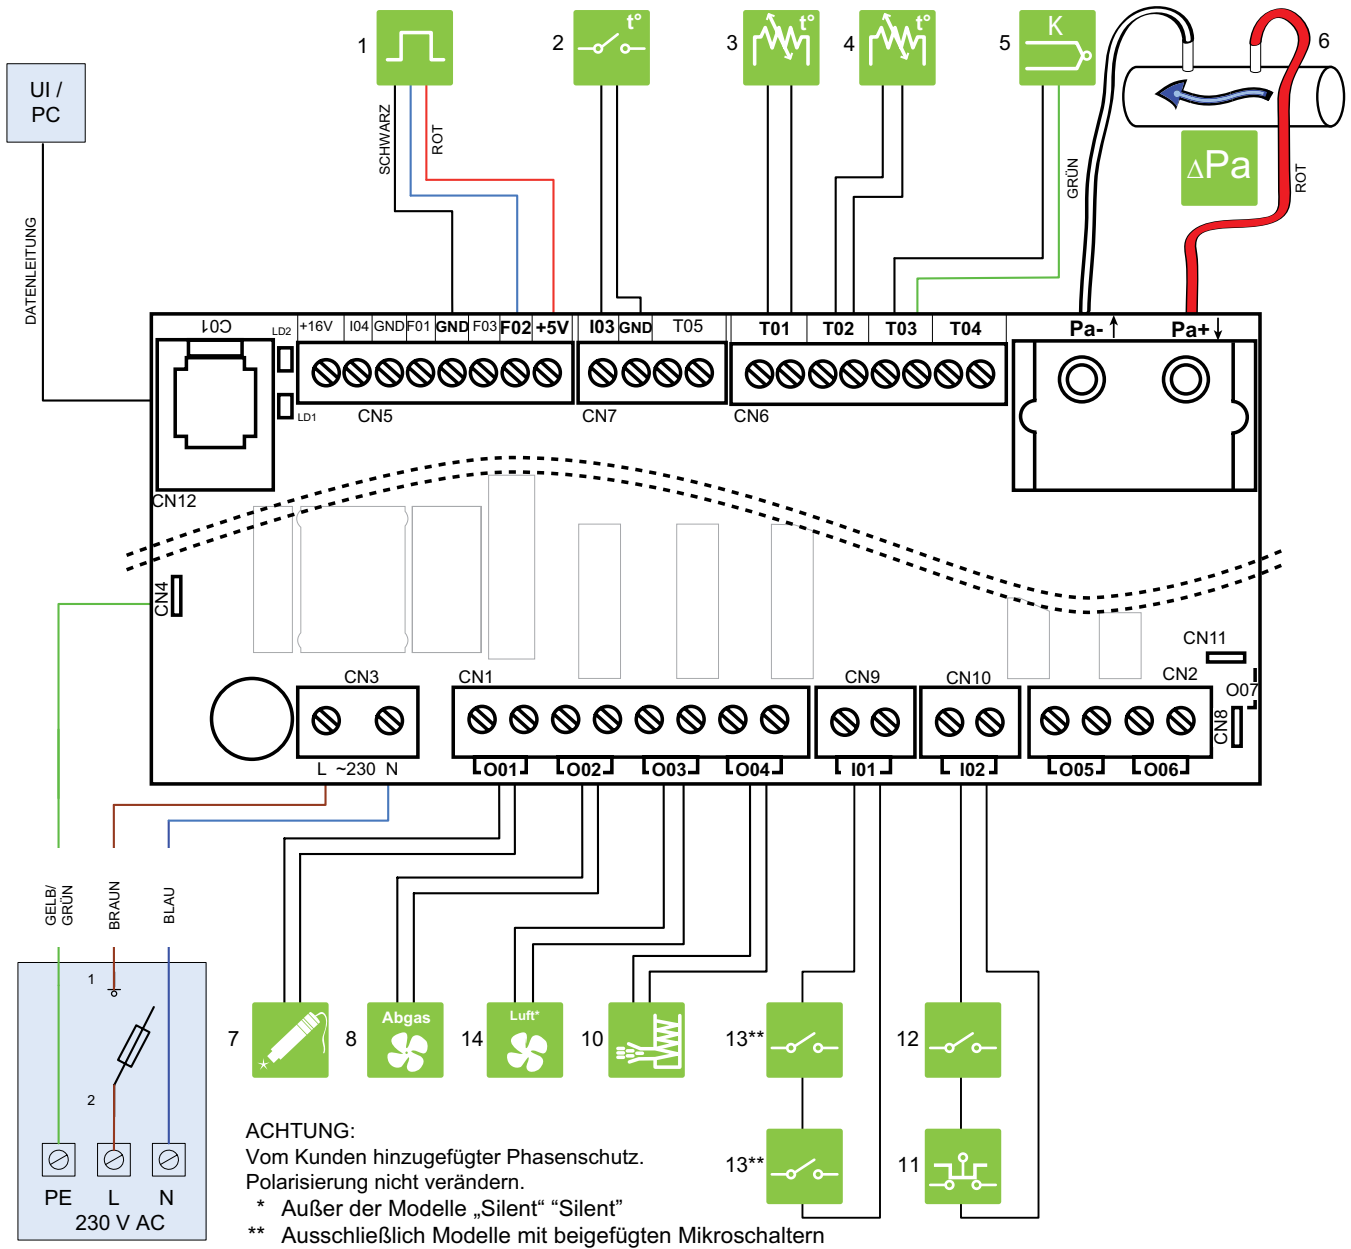 1
2
t°
3
t°
4
t°
5
K
6
UI /
PC
SCHWARZ
ROT
GRÜN
ΔPa
ROT
DATENLEITUNG
C01
LD2
+16V
I04
GND
F01
GND
F03
F02
+5V
I03
GND
T05
T01
T02
T03
T04
Pa-
Pa+
LD1
CN5
CN7
CN6
CN12
CN4
CN11
CN3
CN1
CN9
CN10
CN2
O07
CN8
L ~230 N
O01
O02
O03
O04
I01
I02
O05
O06
GELB/
GRÜN
BRAUN
BLAU
1
2
PE
L
N
230 V AC
7
8
Abgas
14
Luft*
10
13**
12
13**
11
ACHTUNG:
Vom Kunden hinzugefügter Phasenschutz.
Polarisierung nicht verändern.
* Außer der Modelle „Silent“ “Silent”
** Ausschließlich Modelle mit beigefügten Mikroschaltern